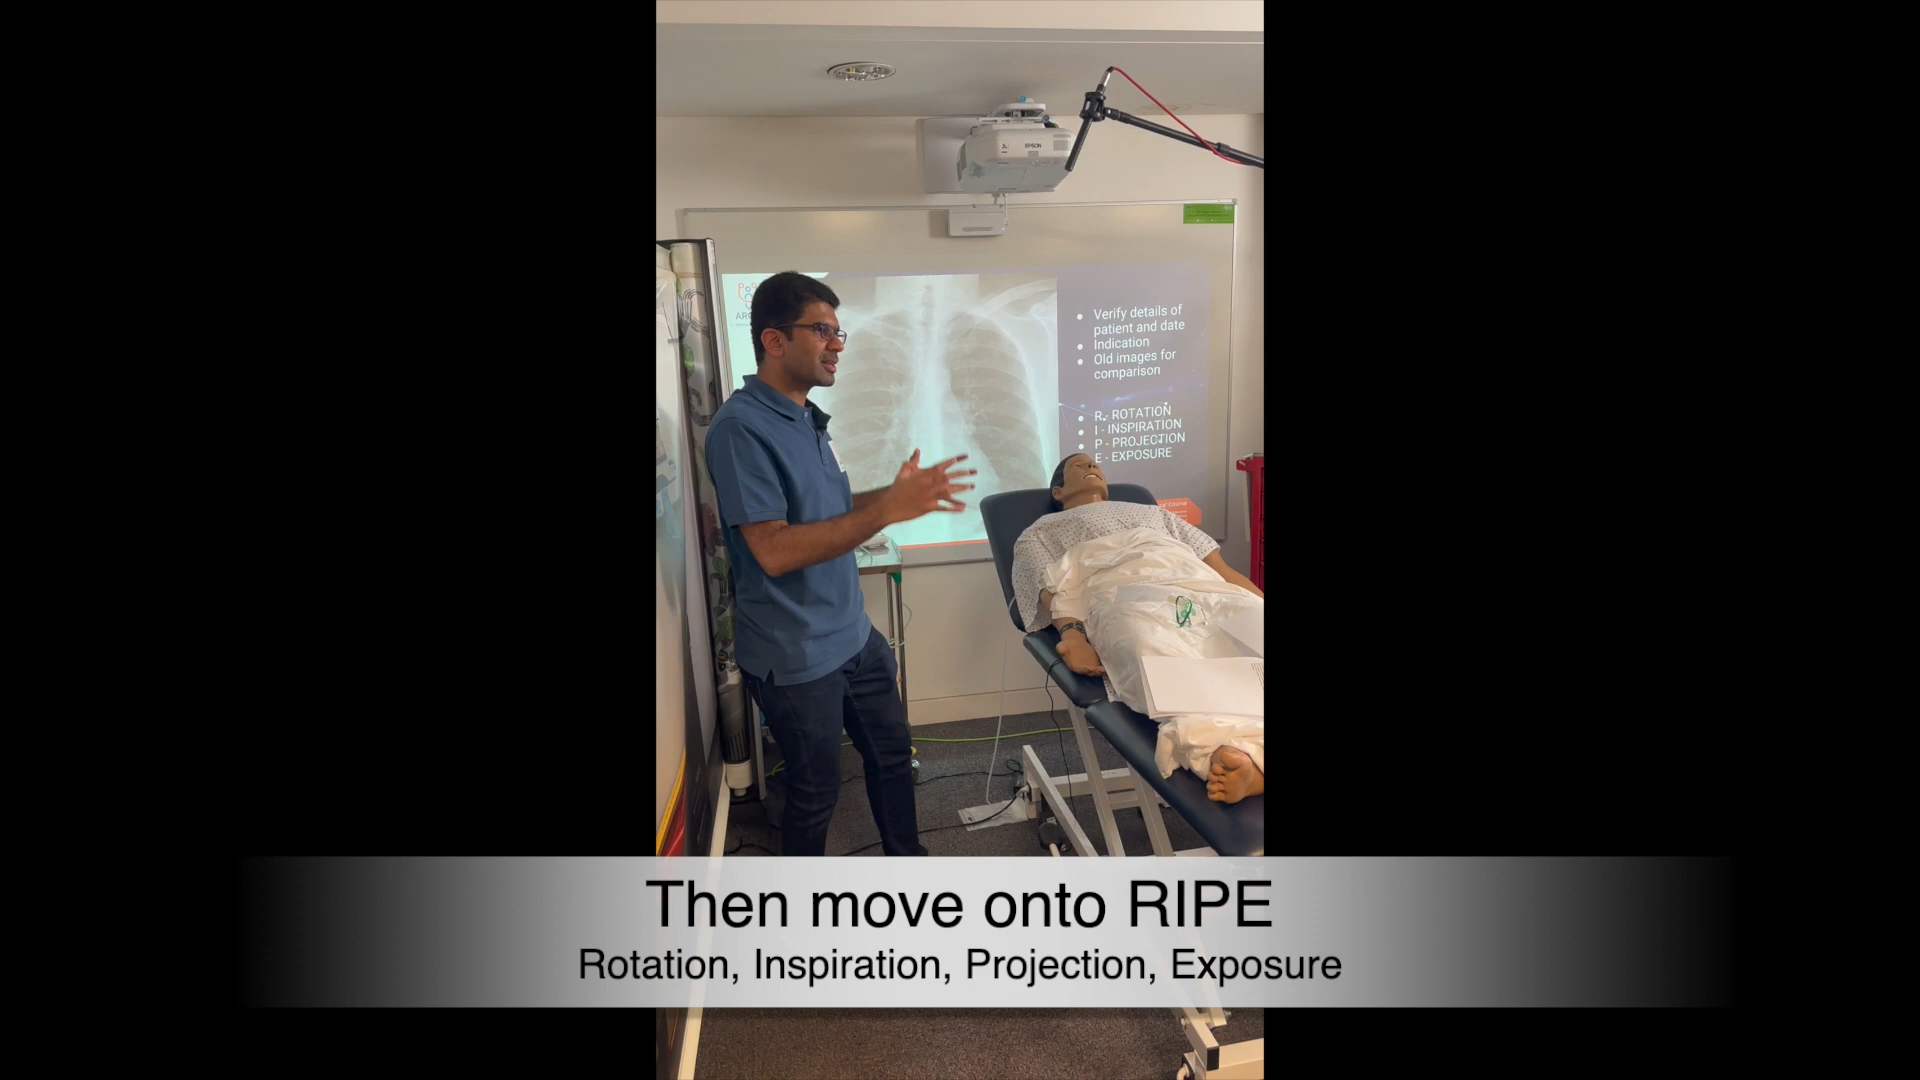 EPSON
Verify details of
patient and date
Indication
Old images for
comparison
R - ROTATION
I - INSPIRATION
P - PROJECTION
E - EXPOSURE
Then move onto RIPE
Rotation, Inspiration, Projection, Exposure